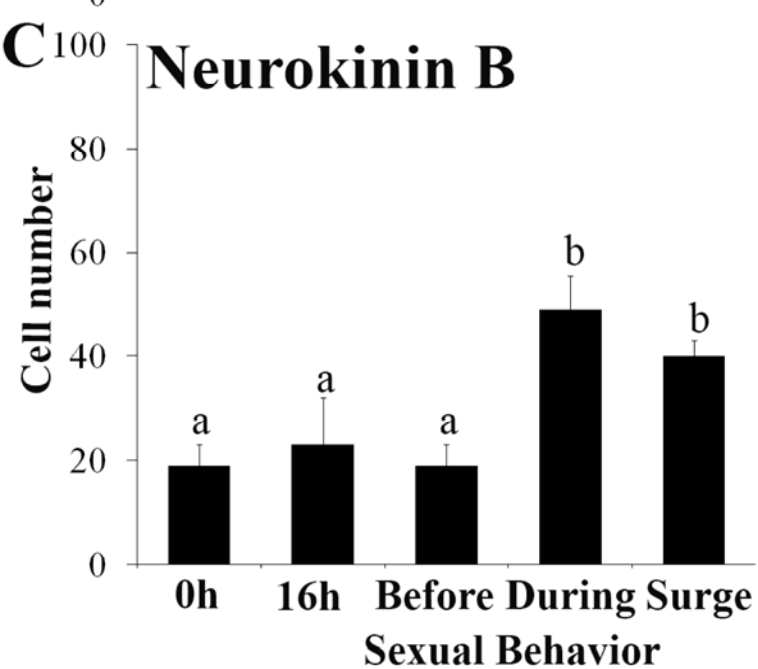 C
Neurokinin B
Cell number
100
80
60
40
20
0
a
a
a
b
b
0h 16h Before During Surge
Sexual Behavior